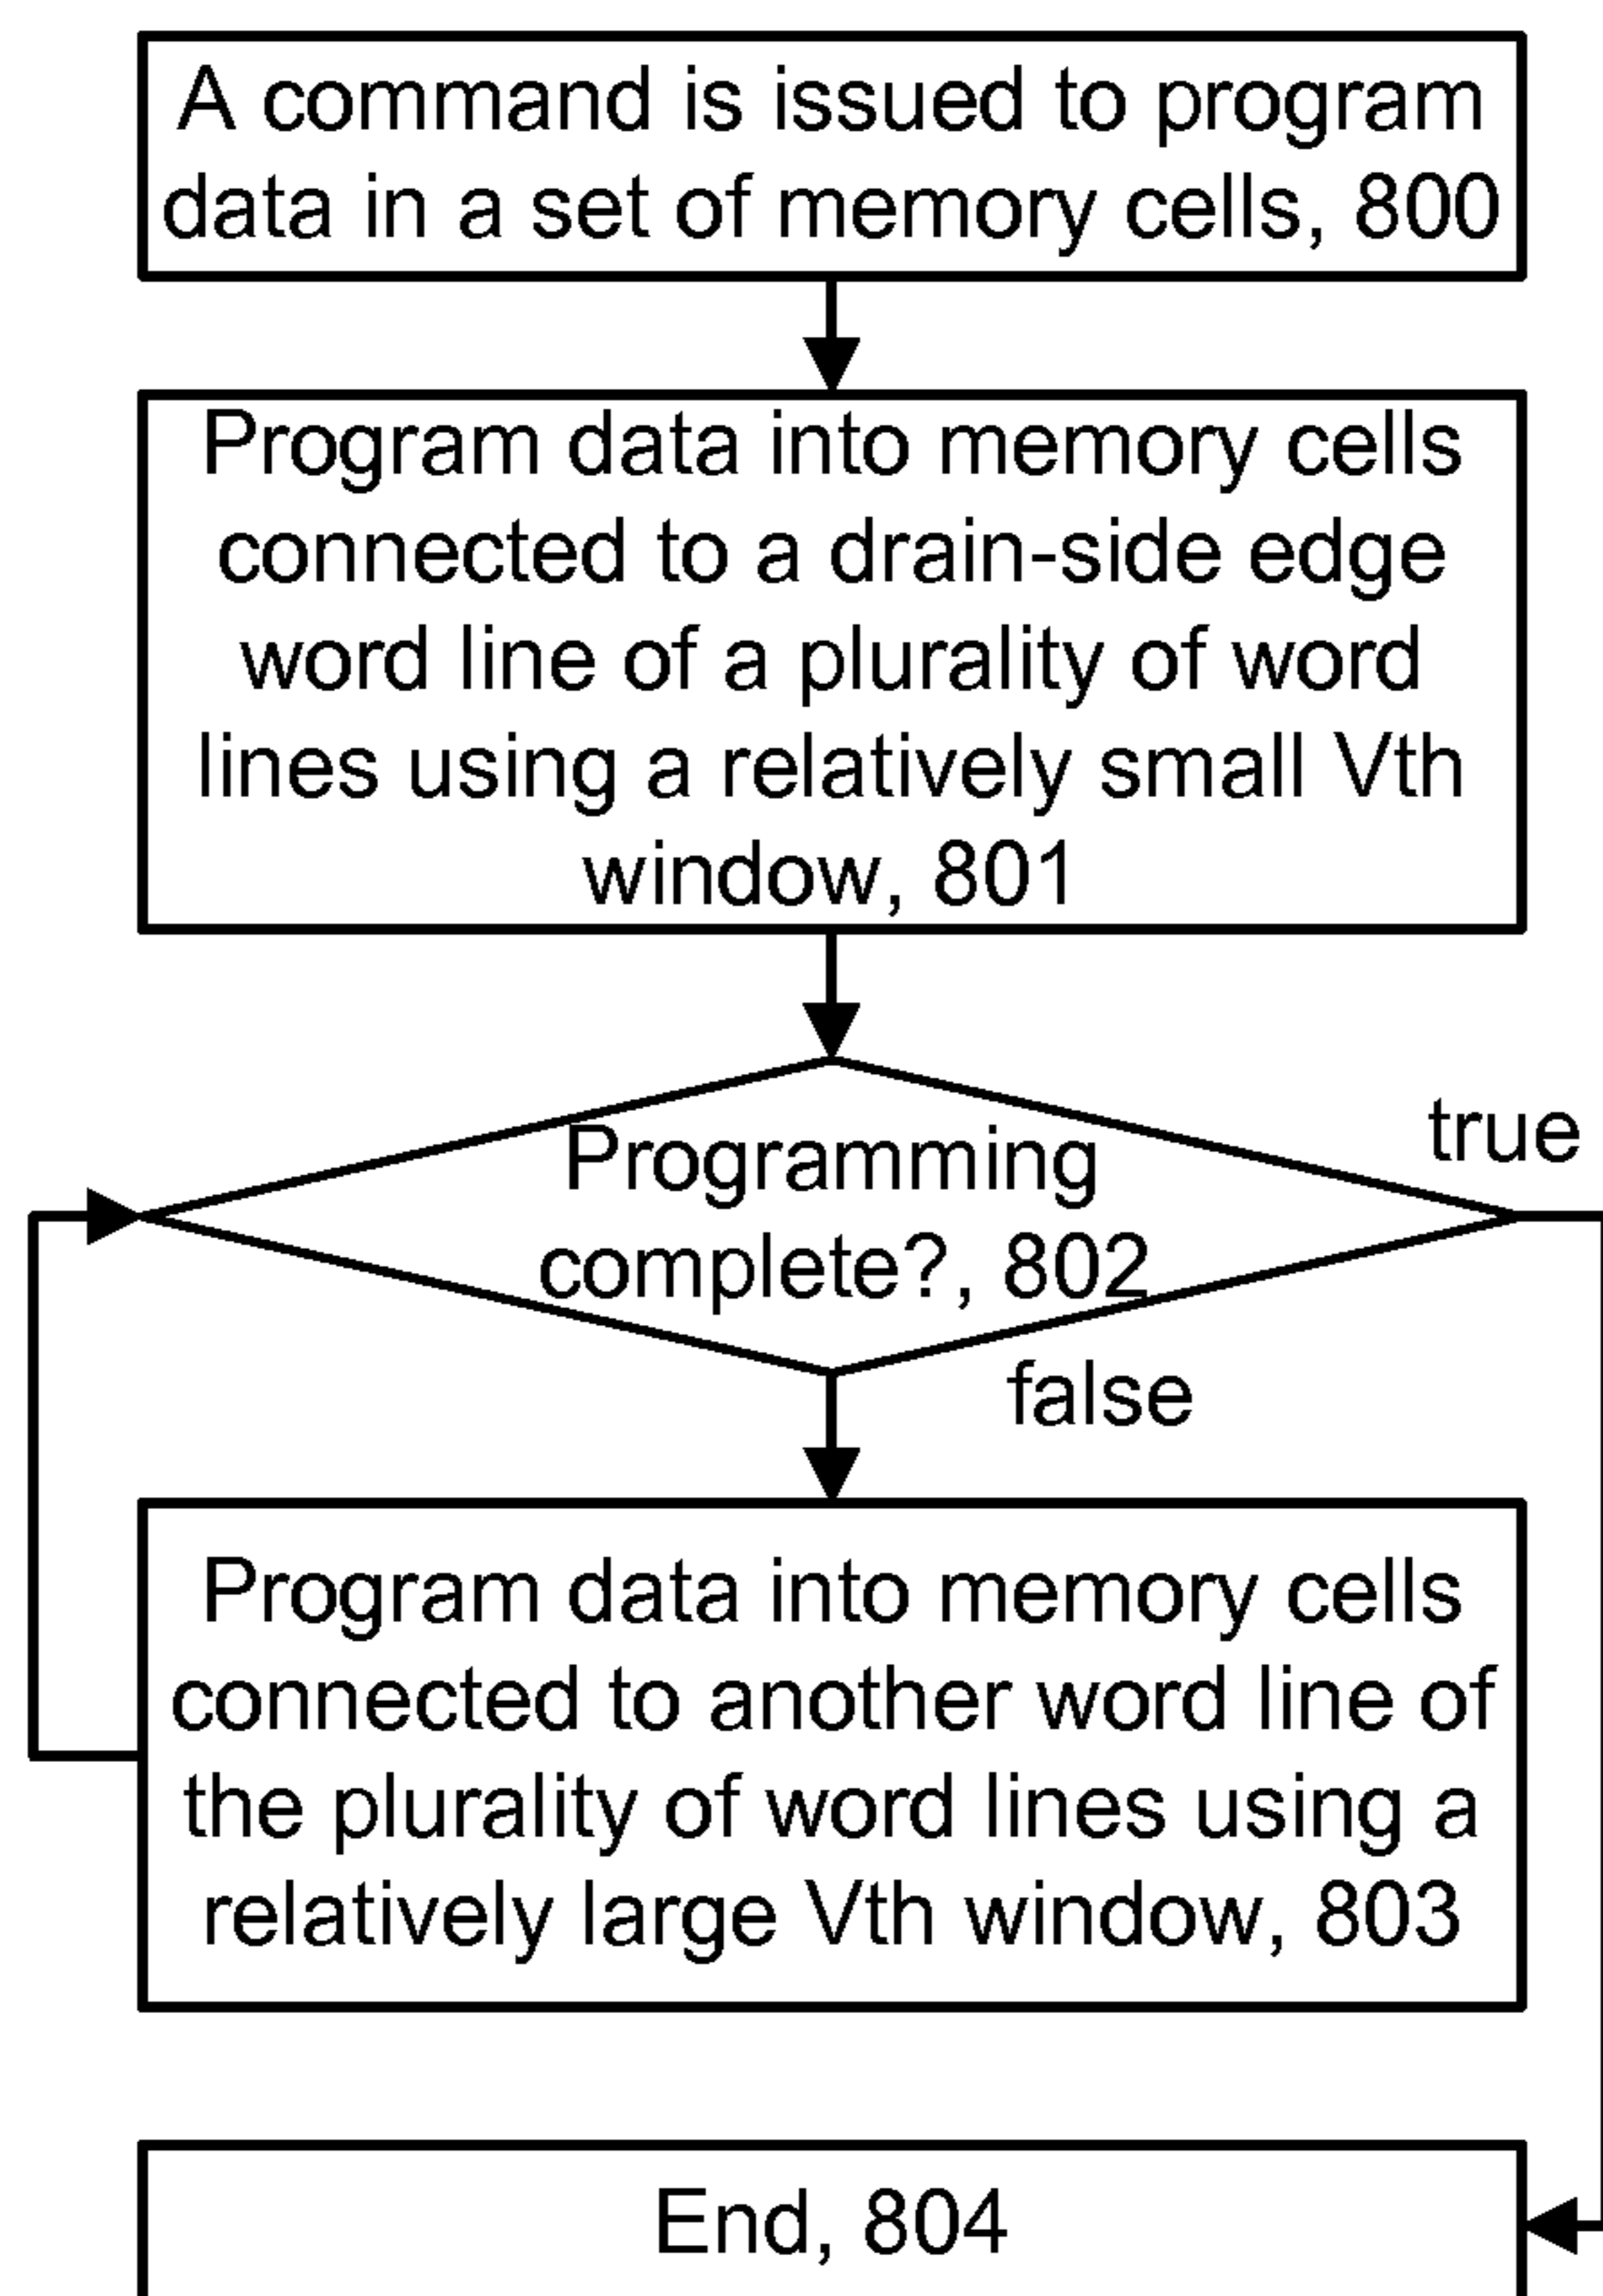 A command is issued to program
data in a set of memory cells, 800
Program data into memory cells
connected to a drain-side edge
word line of a plurality of word
lines using a relatively small Vth
window, 801
true
Programming
complete?, 802
false
Program data into memory cells
connected to another word line of
the plurality of word lines using a
relatively large Vth window, 803
End, 804